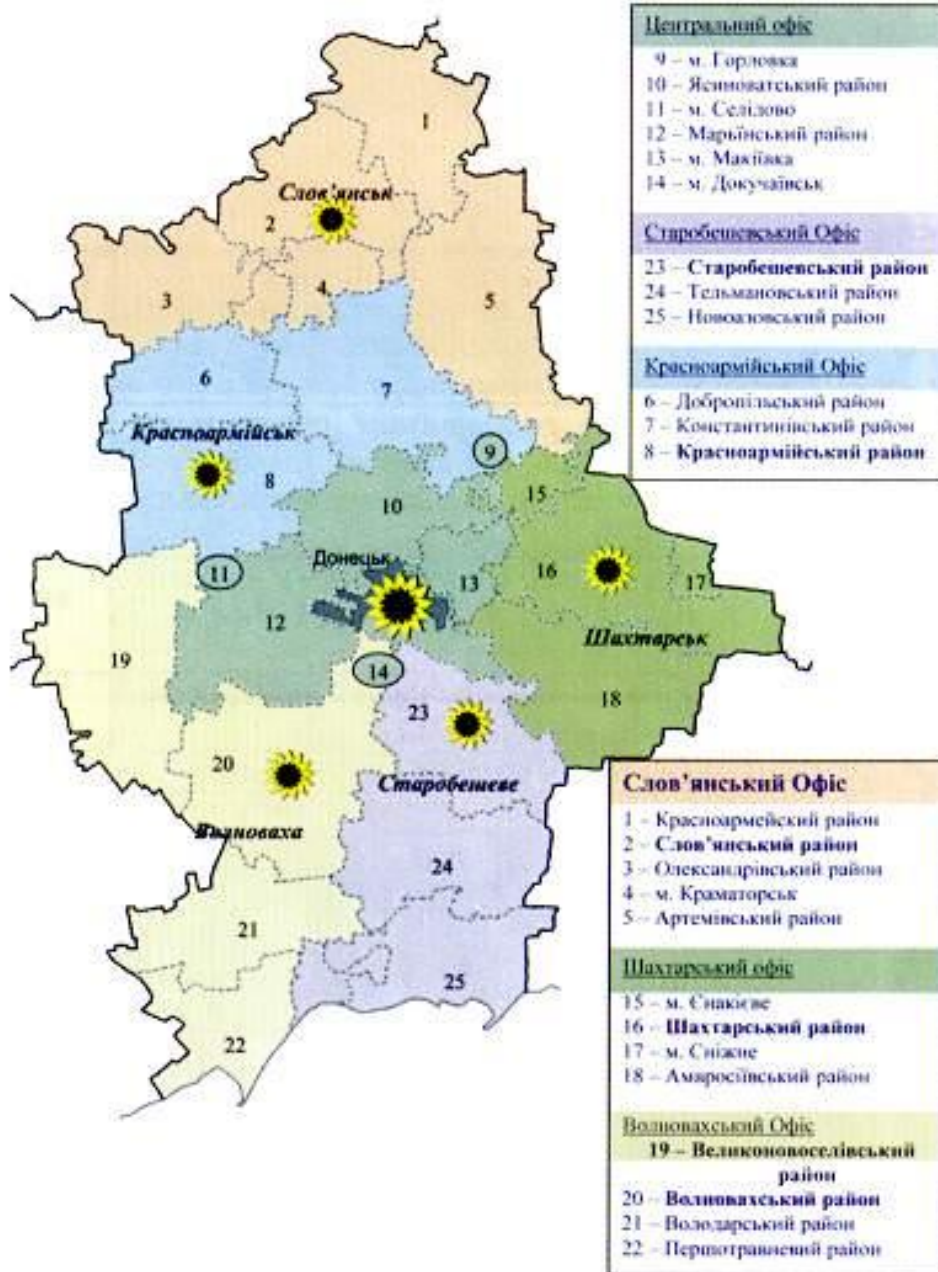 Центральний офіс
9 – м. Горловка
10 – Ясиноватський район
11 – м. Селідово
12 – Марьїнський район
13 – м. Макіївка
14 – м. Докучаївськ
Старобешевський Офіс
23 – Старобешевський район
24 – Тельмановський район
25 – Новоазовський район
Красноармійський Офіс
6 – Добропільський район
7 – Константинівський район
8 – Красноармійський район
1
Слов'янськ
2
3
4
5
6
7
Красноармійськ
8
9
10
15
11
Донецьк
13
16
17
12
Шахтарськ
19
14
18
23
20
Старобешеве
Волноваха
24
21
25
22
Слов'янський Офіс
1 – Красноармейский район
2 – Слов'янський район
3 – Олександрівський район
4 – м. Краматорськ
5 – Артемівський район
Шахтарський офіс
15 – м. Єнакієве
16 – Шахтарський район
17 – м. Сніжне
18 – Амаросіївський район
Волновахський Офіс
19 – Великоновоселівський
район
20 – Волновахський район
21 – Володарський район
22 – Першотравневий район